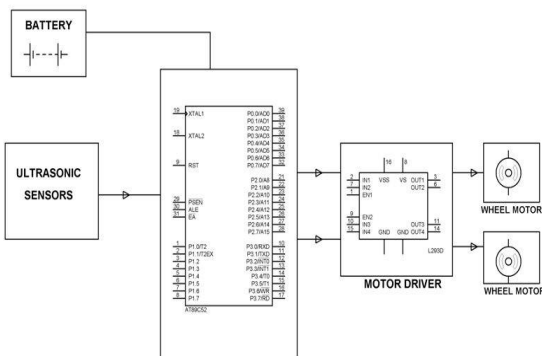 BATTERY
ULTRASONIC
SENSORS
19 XTAL1
18 XTAL2
9 RST
29 PSEN
30 ALE
31 EA
1 P1.0/T2
2 P1.1/T2EX
3 P1.2
4 P1.3
5 P1.4
6 P1.5
7 P1.6
8 P1.7
P0.0/AD0 39
P0.1/AD1 38
P0.2/AD2 37
P0.3/AD3 36
P0.4/AD4 35
P0.5/AD5 34
P0.6/AD6 33
P0.7/AD7 32
P2.0/A8 21
P2.1/A9 22
P2.2/A10 23
P2.3/A11 24
P2.4/A12 25
P2.5/A13 26
P2.6/A14 27
P2.7/A15 28
P3.0/RXD 10
P3.1/TXD 11
P3.2/INT0 12
P3.3/INT1 13
P3.4/T0 14
P3.5/T1 15
P3.6/WR 16
P3.7/RD 17
AT89C52
16 8
VSS VS
2 IN1 OUT1 3
7 IN2 OUT2 6
1 EN1
9 EN2
10 IN3 OUT3 11
15 IN4 OUT4 14
GND GND
L293D
MOTOR DRIVER
WHEEL MOTOR
WHEEL MOTOR